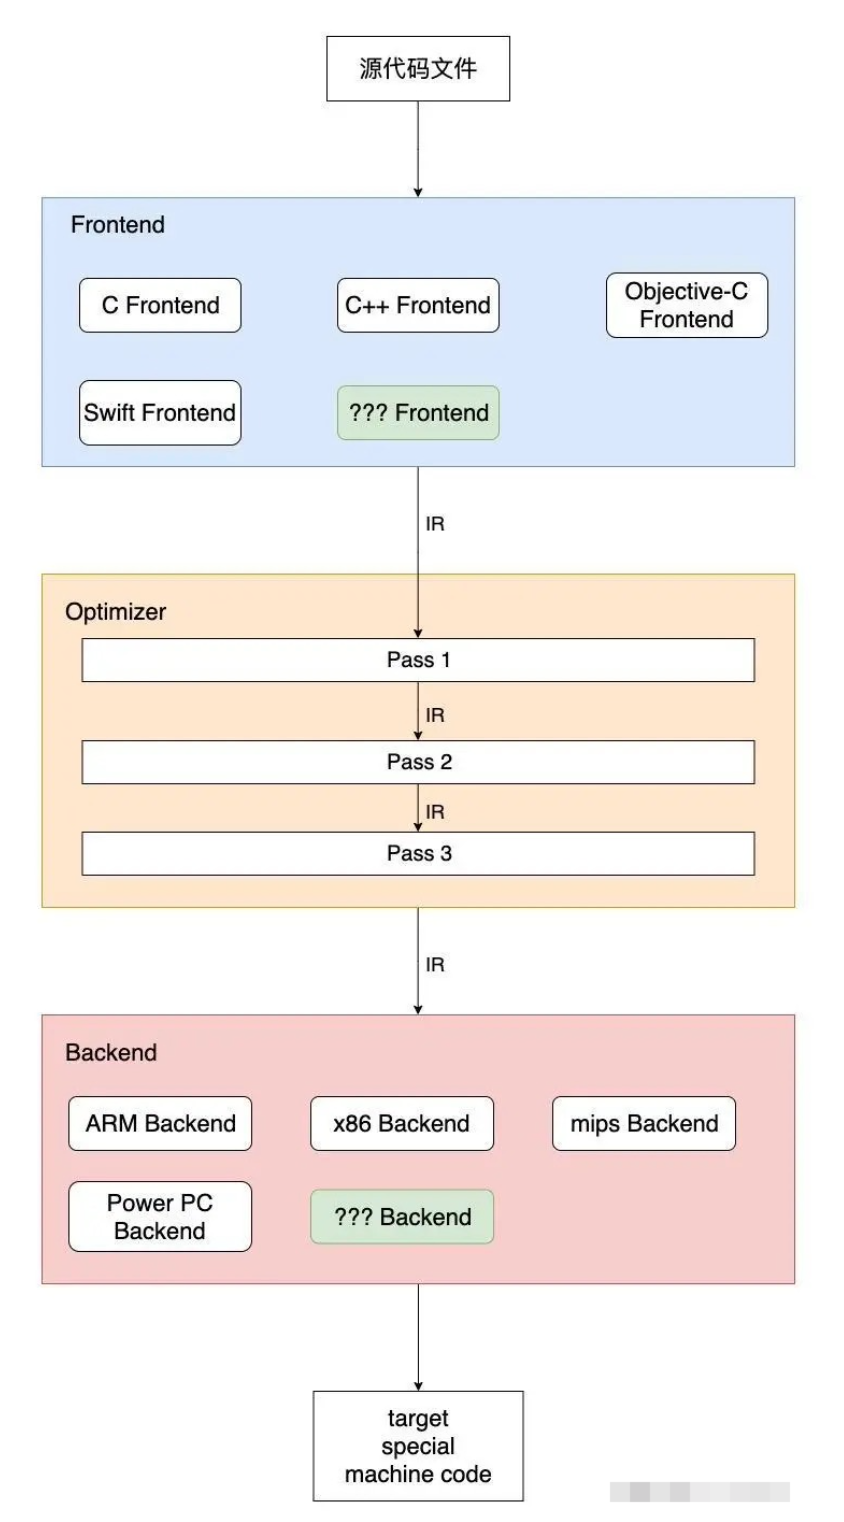 源代码文件
Frontend
C Frontend
C++ Frontend
Objective-C
Frontend
Swift Frontend
??? Frontend
IR
Optimizer
Pass 1
IR
Pass 2
IR
Pass 3
IR
Backend
ARM Backend
x86 Backend
mips Backend
Power PC
Backend
??? Backend
target
special
machine code